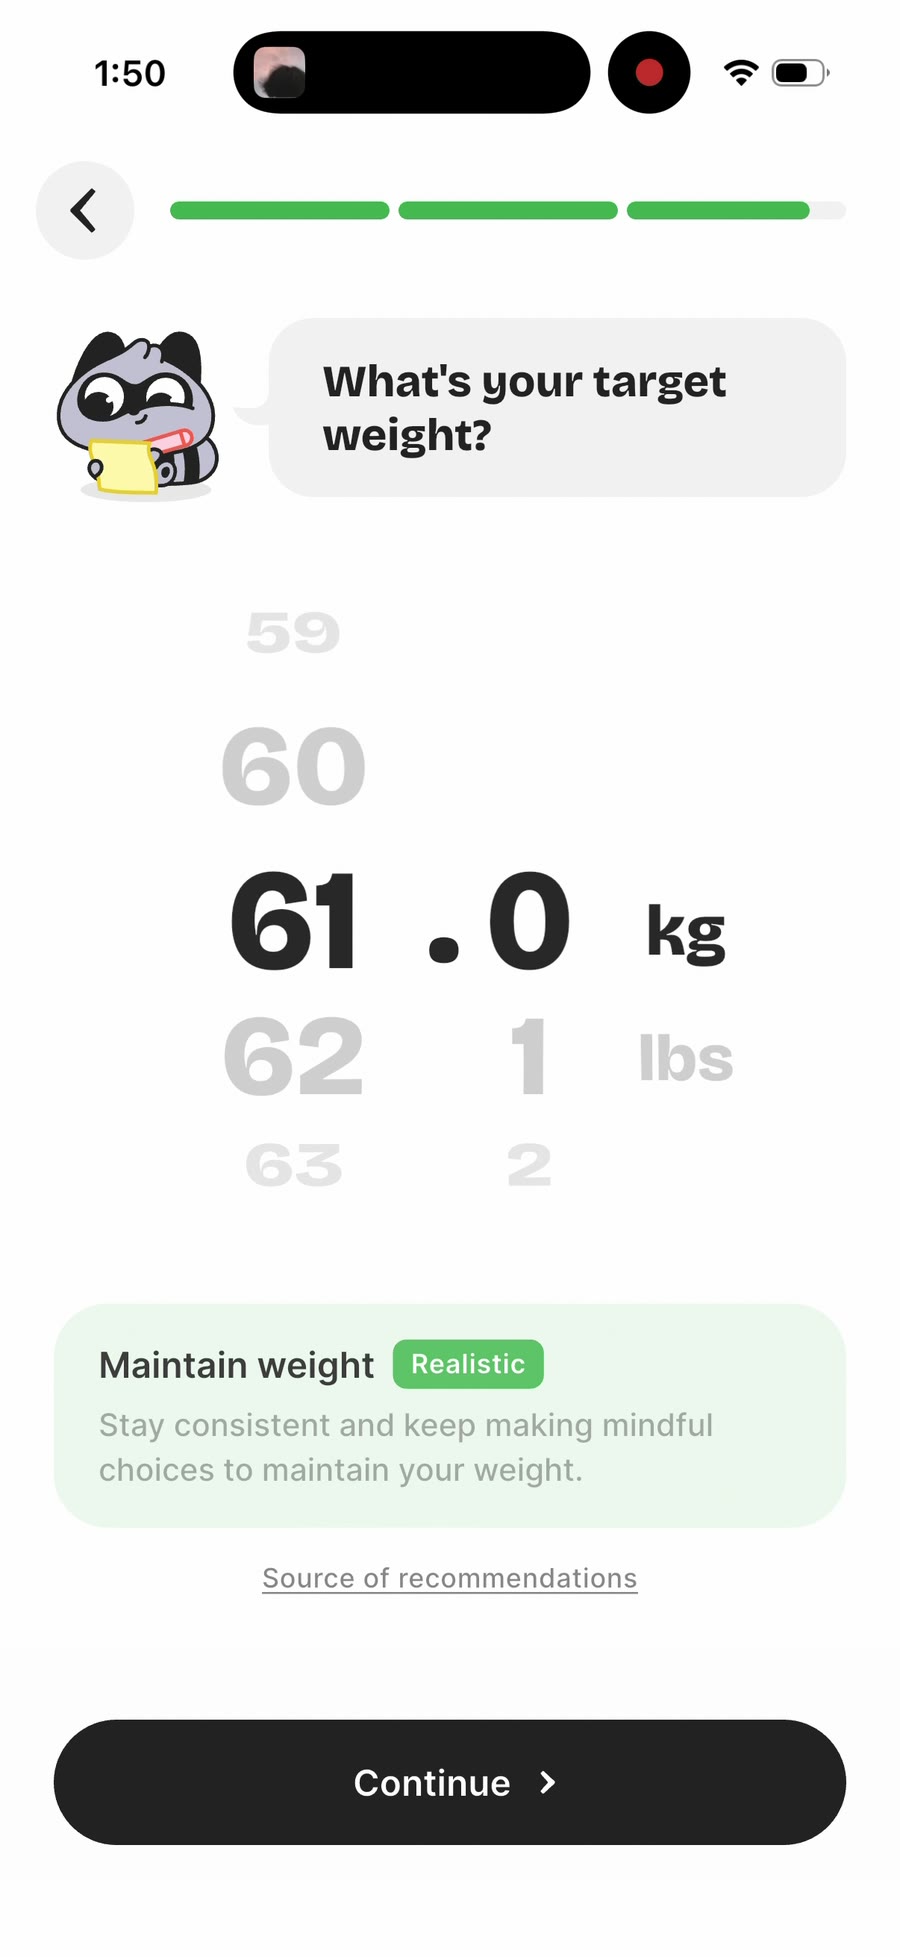 1:50
What's your target
weight?
59
60
61 . 0 kg
62 1 lbs
63 2
Maintain weight Realistic
Stay consistent and keep making mindful
choices to maintain your weight.
Source of recommendations
Continue